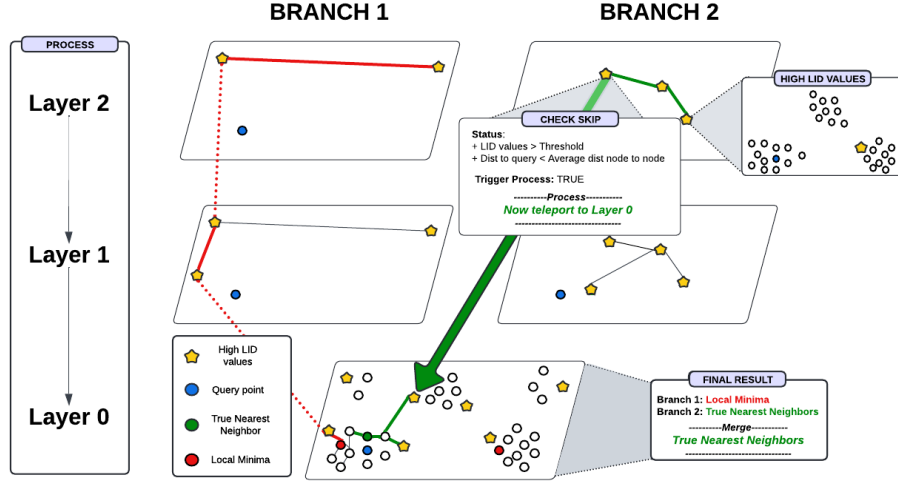 BRANCH 1
BRANCH 2
PROCESS
Layer 2
Layer 1
Layer 0
HIGH LID VALUES
CHECK SKIP
Status:
+ LID values > Threshold
+ Dist to query < Average dist node to node
Trigger Process: TRUE
----------Process-----------
Now teleport to Layer 0
--------------------------------
High LID
values
Query point
True Nearest
Neighbor
Local Minima
FINAL RESULT
Branch 1: Local Minima
Branch 2: True Nearest Neighbors
----------Merge-----------
True Nearest Neighbors
--------------------------------